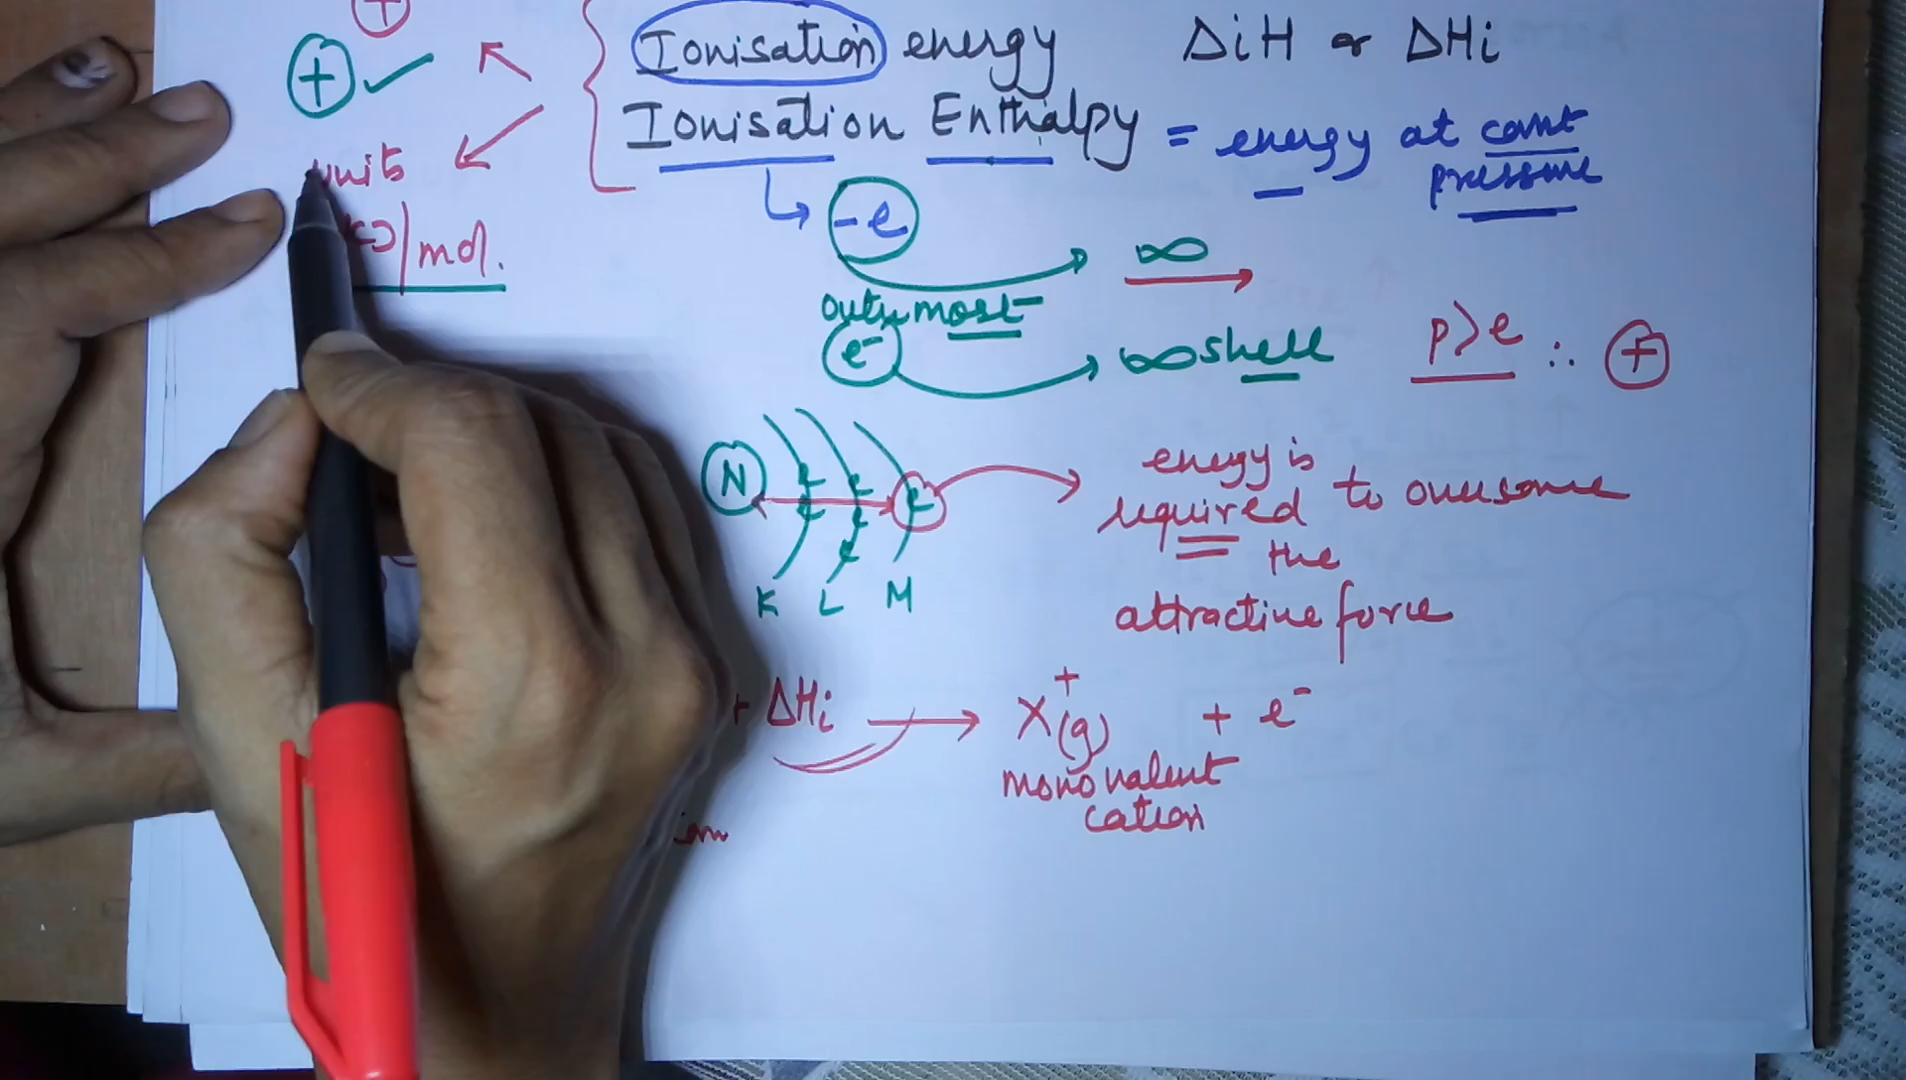 +
+ ✓
Ionisation energy ΔiH or ΔHi
Ionisation Enthalpy = energy at const
pressure
units
/mol.
-e
∞
outermost
e⁻ ∞ shell
p>e ∴ +
N e
K L M
energy is
required to overcome
the
attractive force
+ ΔHi → X⁺(g) + e⁻
monovalent
cation